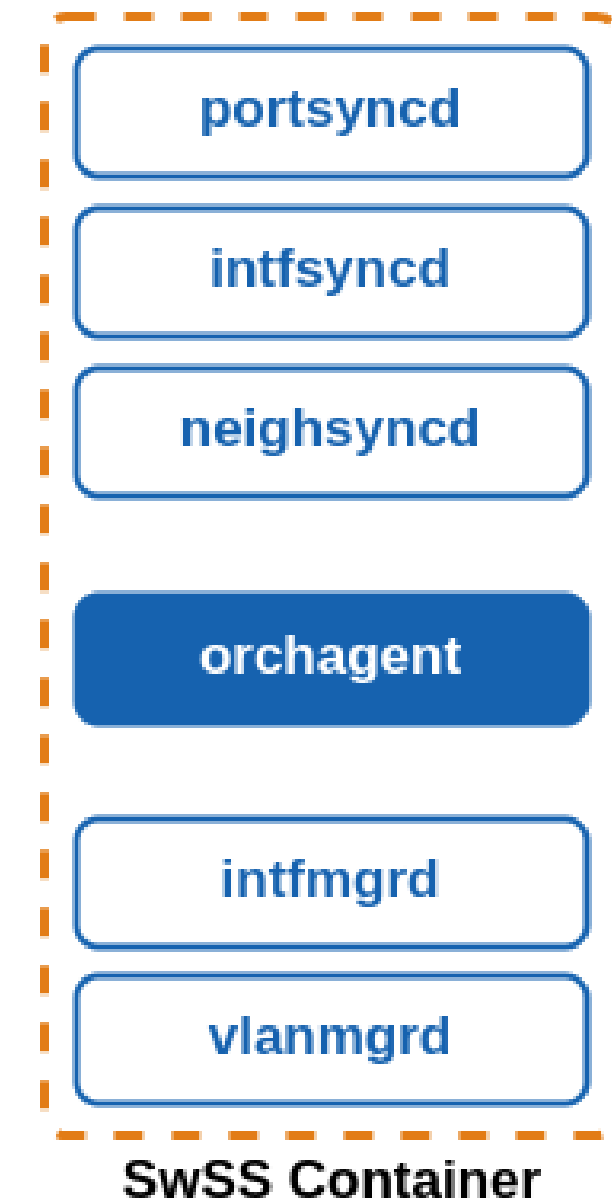 portsyncd
intfsyncd
neighsyncd
orchagent
intfmgrd
vlanmgrd
SwSS Container